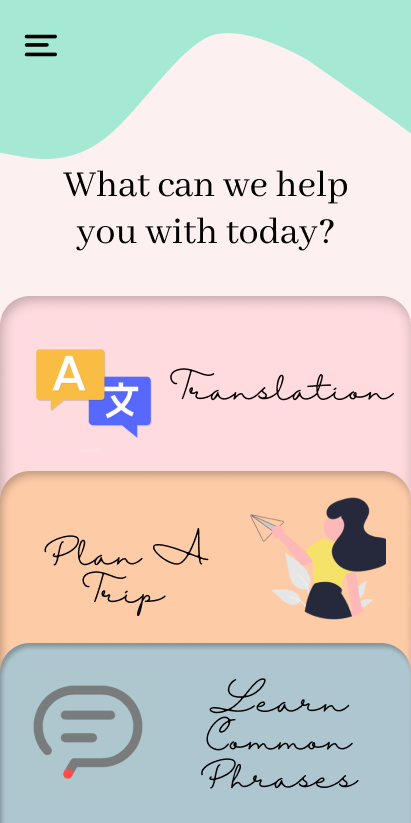 What can we help
you with today?
A
文
Translation
Plan A
Trip
Learn
Common
Phrases